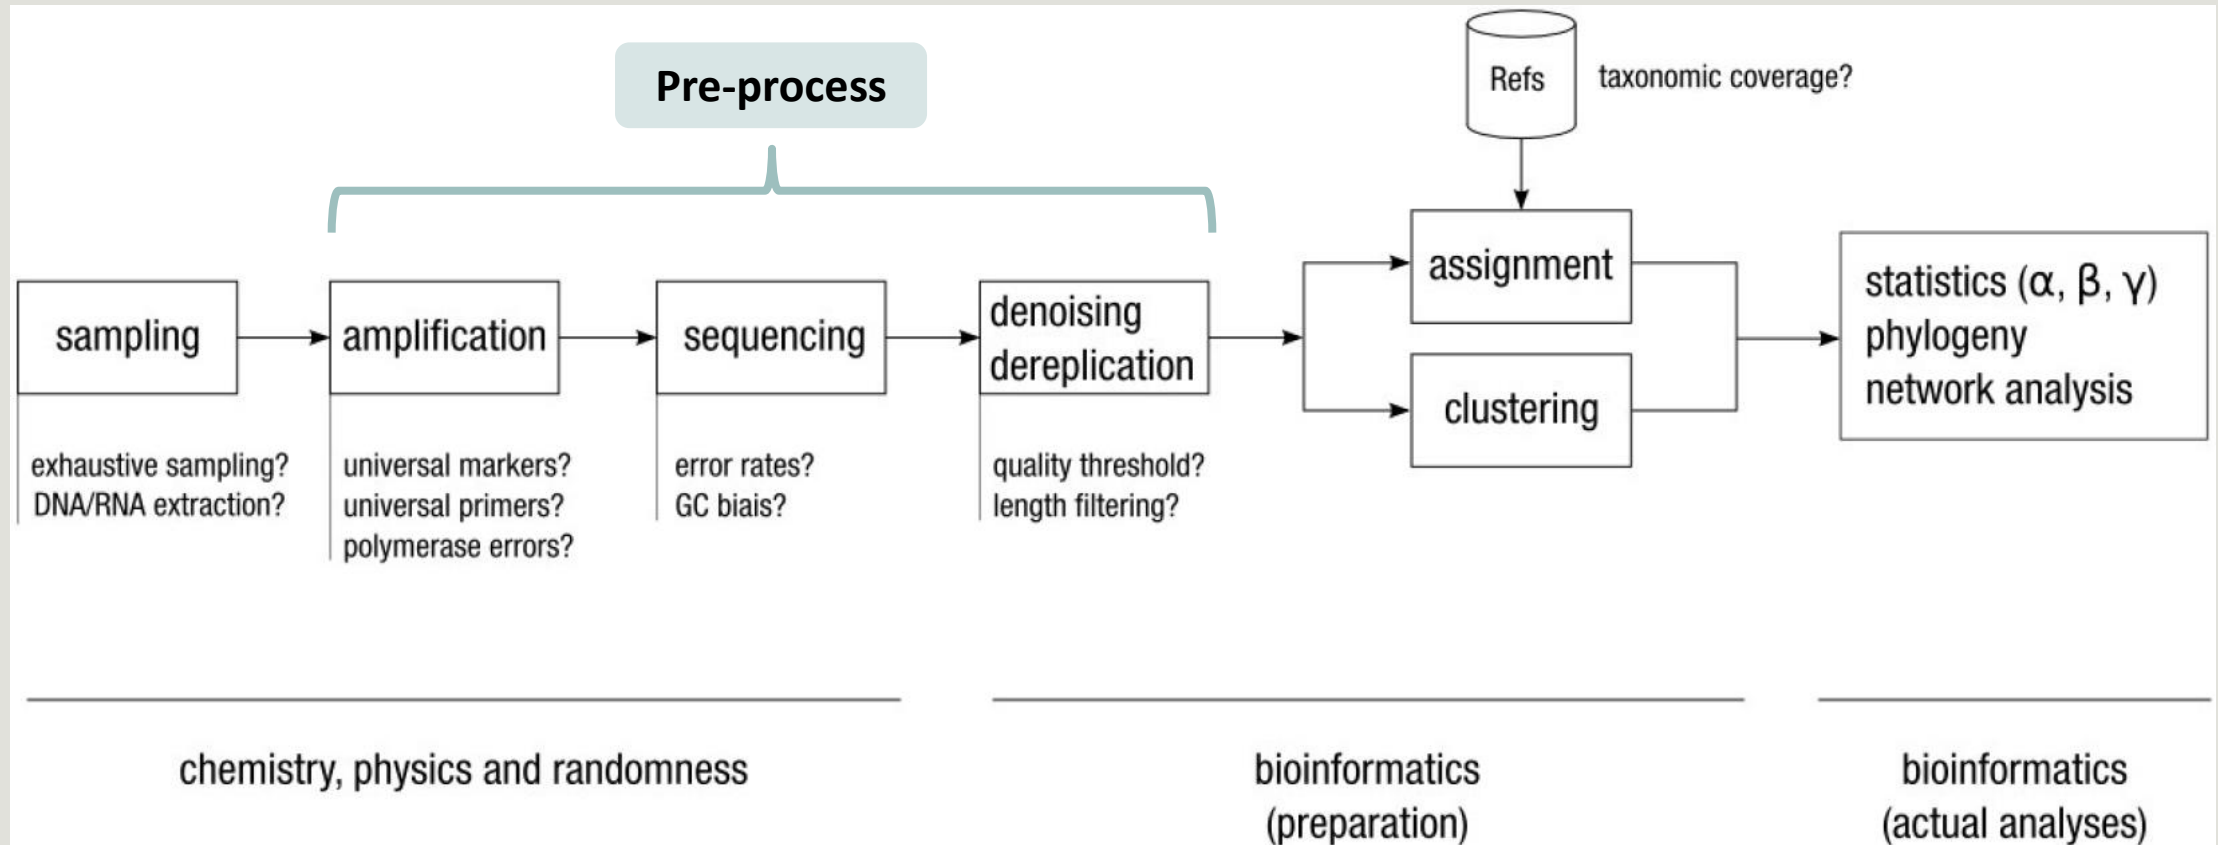 Pre-process
Refs
taxonomic coverage?
sampling
amplification
sequencing
denoising
dereplication
assignment
clustering
statistics (α, β, γ)
phylogeny
network analysis
exhaustive sampling?
DNA/RNA extraction?
universal markers?
universal primers?
polymerase errors?
error rates?
GC biais?
quality threshold?
length filtering?
chemistry, physics and randomness
bioinformatics
(preparation)
bioinformatics
(actual analyses)